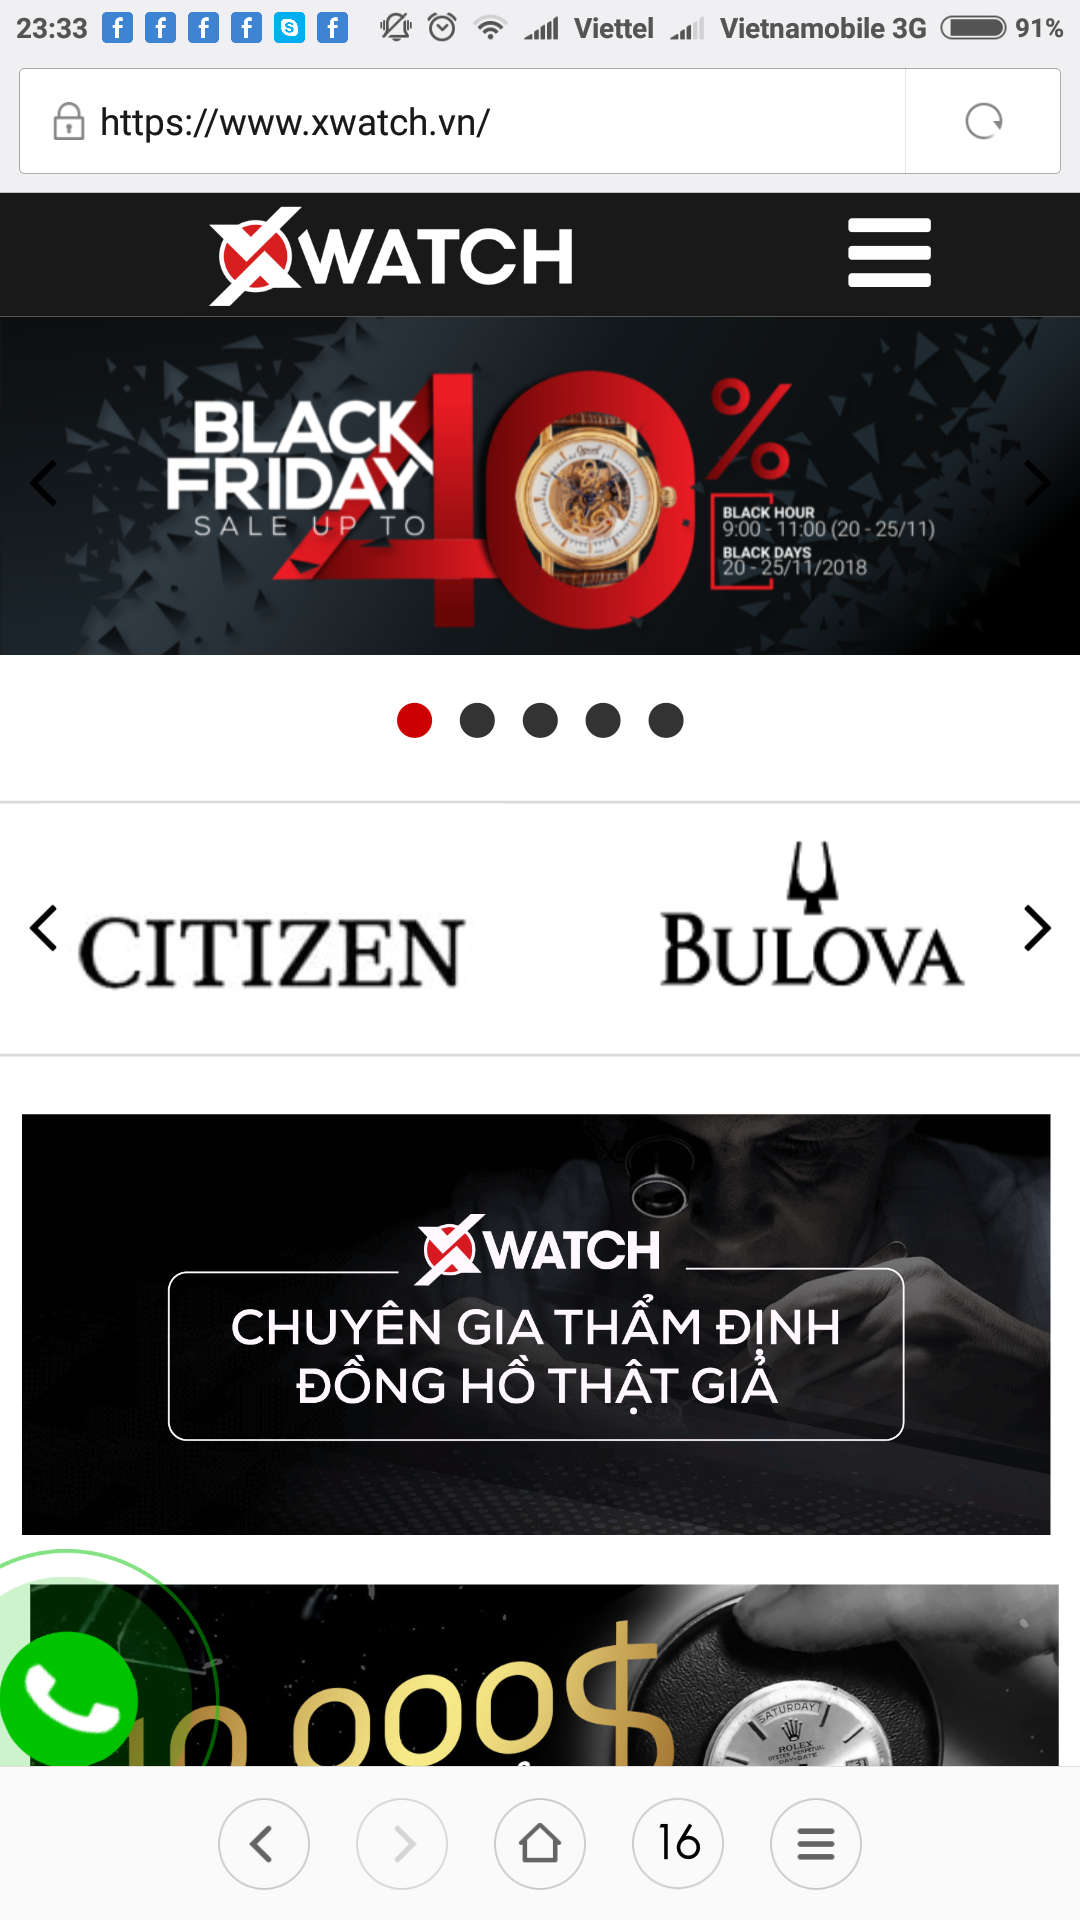 23:33 Viettel Vietnamobile 3G 91%
https://www.xwatch.vn/
XWATCH
BLACK
FRIDAY
SALE UP TO
40%
BLACK HOUR
9:00 - 11:00 (20 - 25/11)
BLACK DAYS
20 - 25/11/2018
CITIZEN
BULOVA
XWATCH
CHUYÊN GIA THẨM ĐỊNH
ĐỒNG HỒ THẬT GIẢ
10.000$
SATURDAY
ROLEX
OYSTER PERPETUAL
DAY-DATE
16